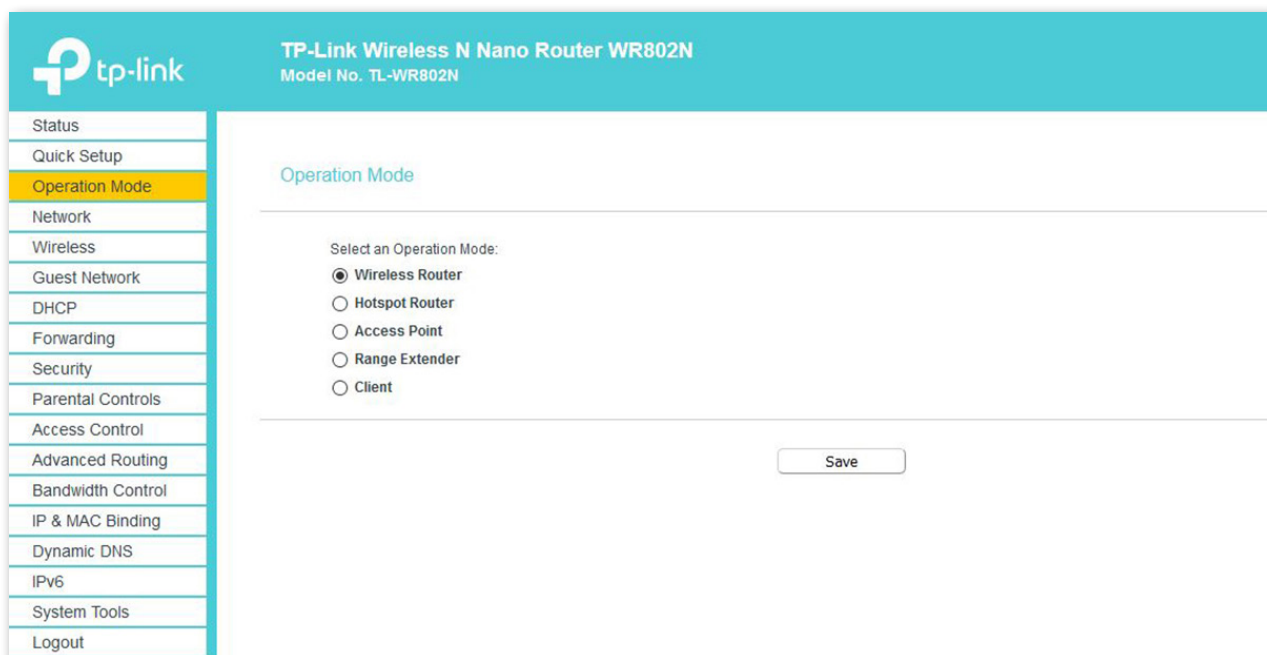 tp-link
TP-Link Wireless N Nano Router WR802N
Model No. TL-WR802N
Status
Quick Setup
Operation Mode
Network
Wireless
Guest Network
DHCP
Forwarding
Security
Parental Controls
Access Control
Advanced Routing
Bandwidth Control
IP & MAC Binding
Dynamic DNS
IPv6
System Tools
Logout
Operation Mode
Select an Operation Mode:
Wireless Router
Hotspot Router
Access Point
Range Extender
Client
Save